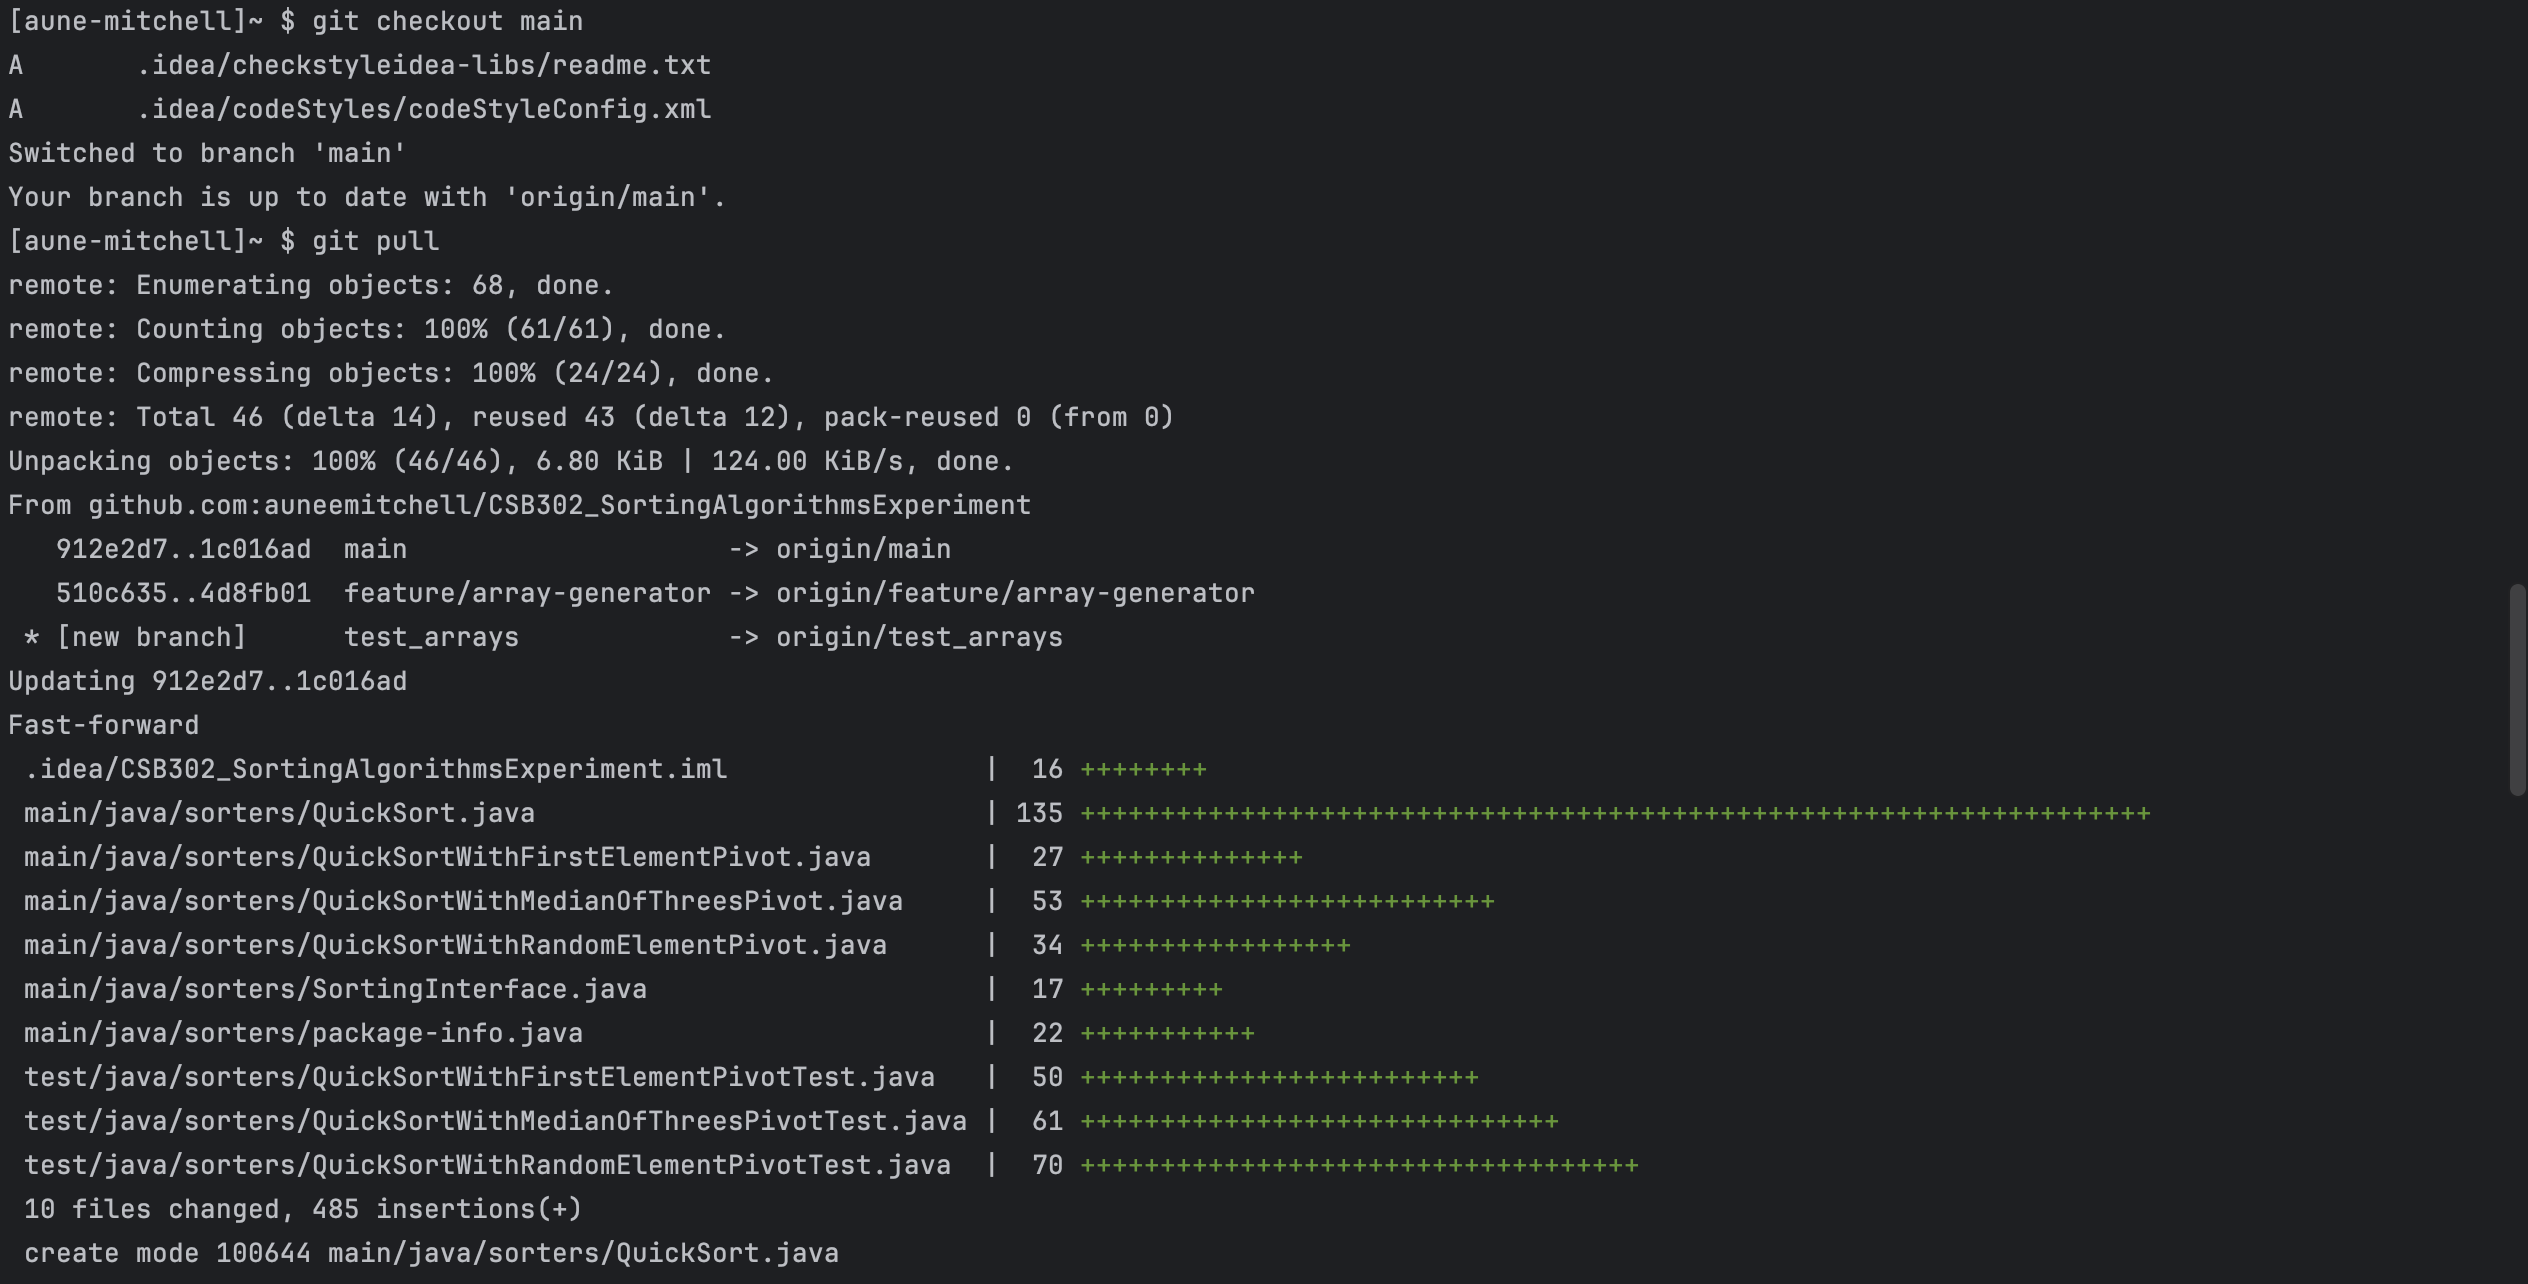 [aune-mitchell]~ $ git checkout main
A       .idea/checkstyleidea-libs/readme.txt
A       .idea/codeStyles/codeStyleConfig.xml
Switched to branch 'main'
Your branch is up to date with 'origin/main'.
[aune-mitchell]~ $ git pull
remote: Enumerating objects: 68, done.
remote: Counting objects: 100% (61/61), done.
remote: Compressing objects: 100% (24/24), done.
remote: Total 46 (delta 14), reused 43 (delta 12), pack-reused 0 (from 0)
Unpacking objects: 100% (46/46), 6.80 KiB | 124.00 KiB/s, done.
From github.com:auneemitchell/CSB302_SortingAlgorithmsExperiment
   912e2d7..1c016ad  main                    -> origin/main
   510c635..4d8fb01  feature/array-generator -> origin/feature/array-generator
 * [new branch]      test_arrays             -> origin/test_arrays
Updating 912e2d7..1c016ad
Fast-forward
 .idea/CSB302_SortingAlgorithmsExperiment.iml                |  16 ++++++++
 main/java/sorters/QuickSort.java                            | 135 +++++++++++++++++++++++++++++++++++++++++++++++++++++++++++++++++++
 main/java/sorters/QuickSortWithFirstElementPivot.java       |  27 ++++++++++++++
 main/java/sorters/QuickSortWithMedianOfThreesPivot.java     |  53 ++++++++++++++++++++++++++
 main/java/sorters/QuickSortWithRandomElementPivot.java      |  34 +++++++++++++++++
 main/java/sorters/SortingInterface.java                     |  17 +++++++++
 main/java/sorters/package-info.java                         |  22 +++++++++++
 test/java/sorters/QuickSortWithFirstElementPivotTest.java   |  50 +++++++++++++++++++++++++
 test/java/sorters/QuickSortWithMedianOfThreesPivotTest.java |  61 ++++++++++++++++++++++++++++++
 test/java/sorters/QuickSortWithRandomElementPivotTest.java  |  70 +++++++++++++++++++++++++++++++++++
 10 files changed, 485 insertions(+)
 create mode 100644 main/java/sorters/QuickSort.java